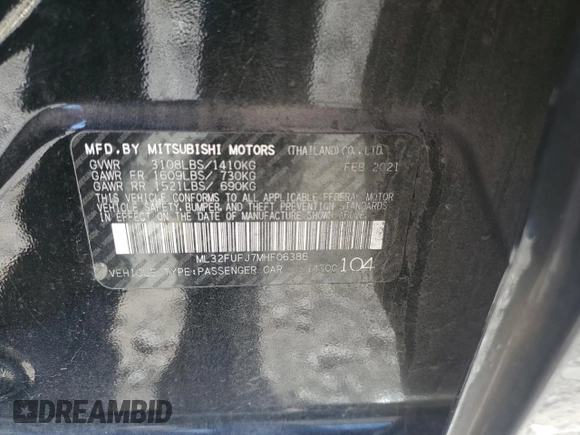 MFD.BY MITSUBISHI MOTORS (THAILAND) CO., LTD.
GVWR 3108LBS/1410KG FEB 2021
GAWR FR 1609LBS/ 730KG
GAWR RR 1521LBS/ 690KG
THIS VEHICLE CONFORMS TO ALL APPLICABLE FEDERAL MOTOR
VEHICLE SAFETY, BUMPER, AND THEFT PREVENTION STANDARDS
IN EFFECT ON THE DATE OF MANUFACTURE SHOWN ABOVE.
ML32FUFJ7MHF06386
VEHICLE TYPE:PASSENGER CAR 104
DREAMBID